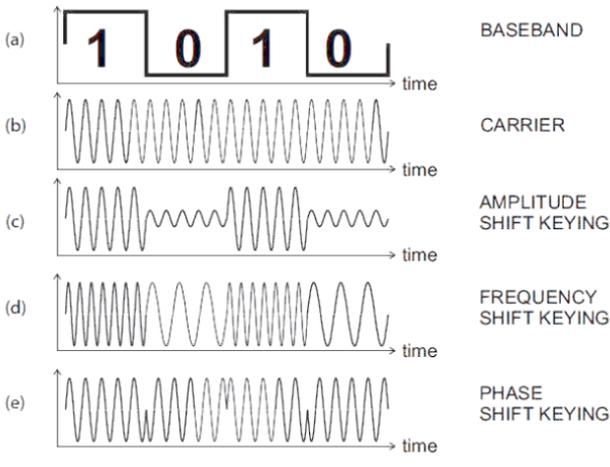 (a)
1 0 1 0
BASEBAND
time
(b)
CARRIER
time
(c)
AMPLITUDE
SHIFT KEYING
time
(d)
FREQUENCY
SHIFT KEYING
time
(e)
PHASE
SHIFT KEYING
time